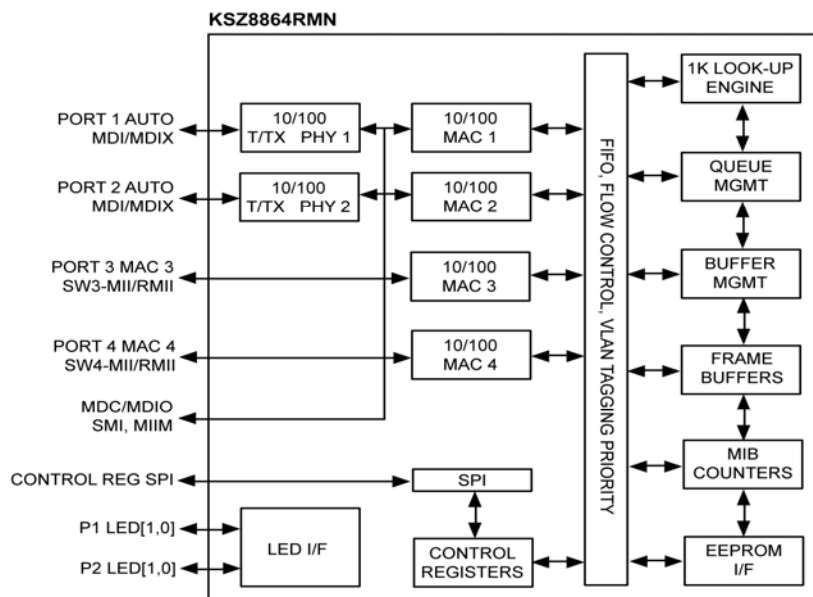 KSZ8864RMN
PORT 1 AUTO
MDI/MDIX
10/100
T/TX PHY 1
10/100
MAC 1
1K LOOK-UP
ENGINE
PORT 2 AUTO
MDI/MDIX
10/100
T/TX PHY 2
10/100
MAC 2
QUEUE
MGMT
PORT 3 MAC 3
SW3-MII/RMII
10/100
MAC 3
BUFFER
MGMT
PORT 4 MAC 4
SW4-MII/RMII
10/100
MAC 4
FRAME
BUFFERS
MDC/MDIO
SMI, MIIM
FIFO, FLOW CONTROL, VLAN TAGGING PRIORITY
MIB
COUNTERS
CONTROL REG SPI
SPI
P1 LED[1,0]
P2 LED[1,0]
LED I/F
CONTROL
REGISTERS
EEPROM
I/F